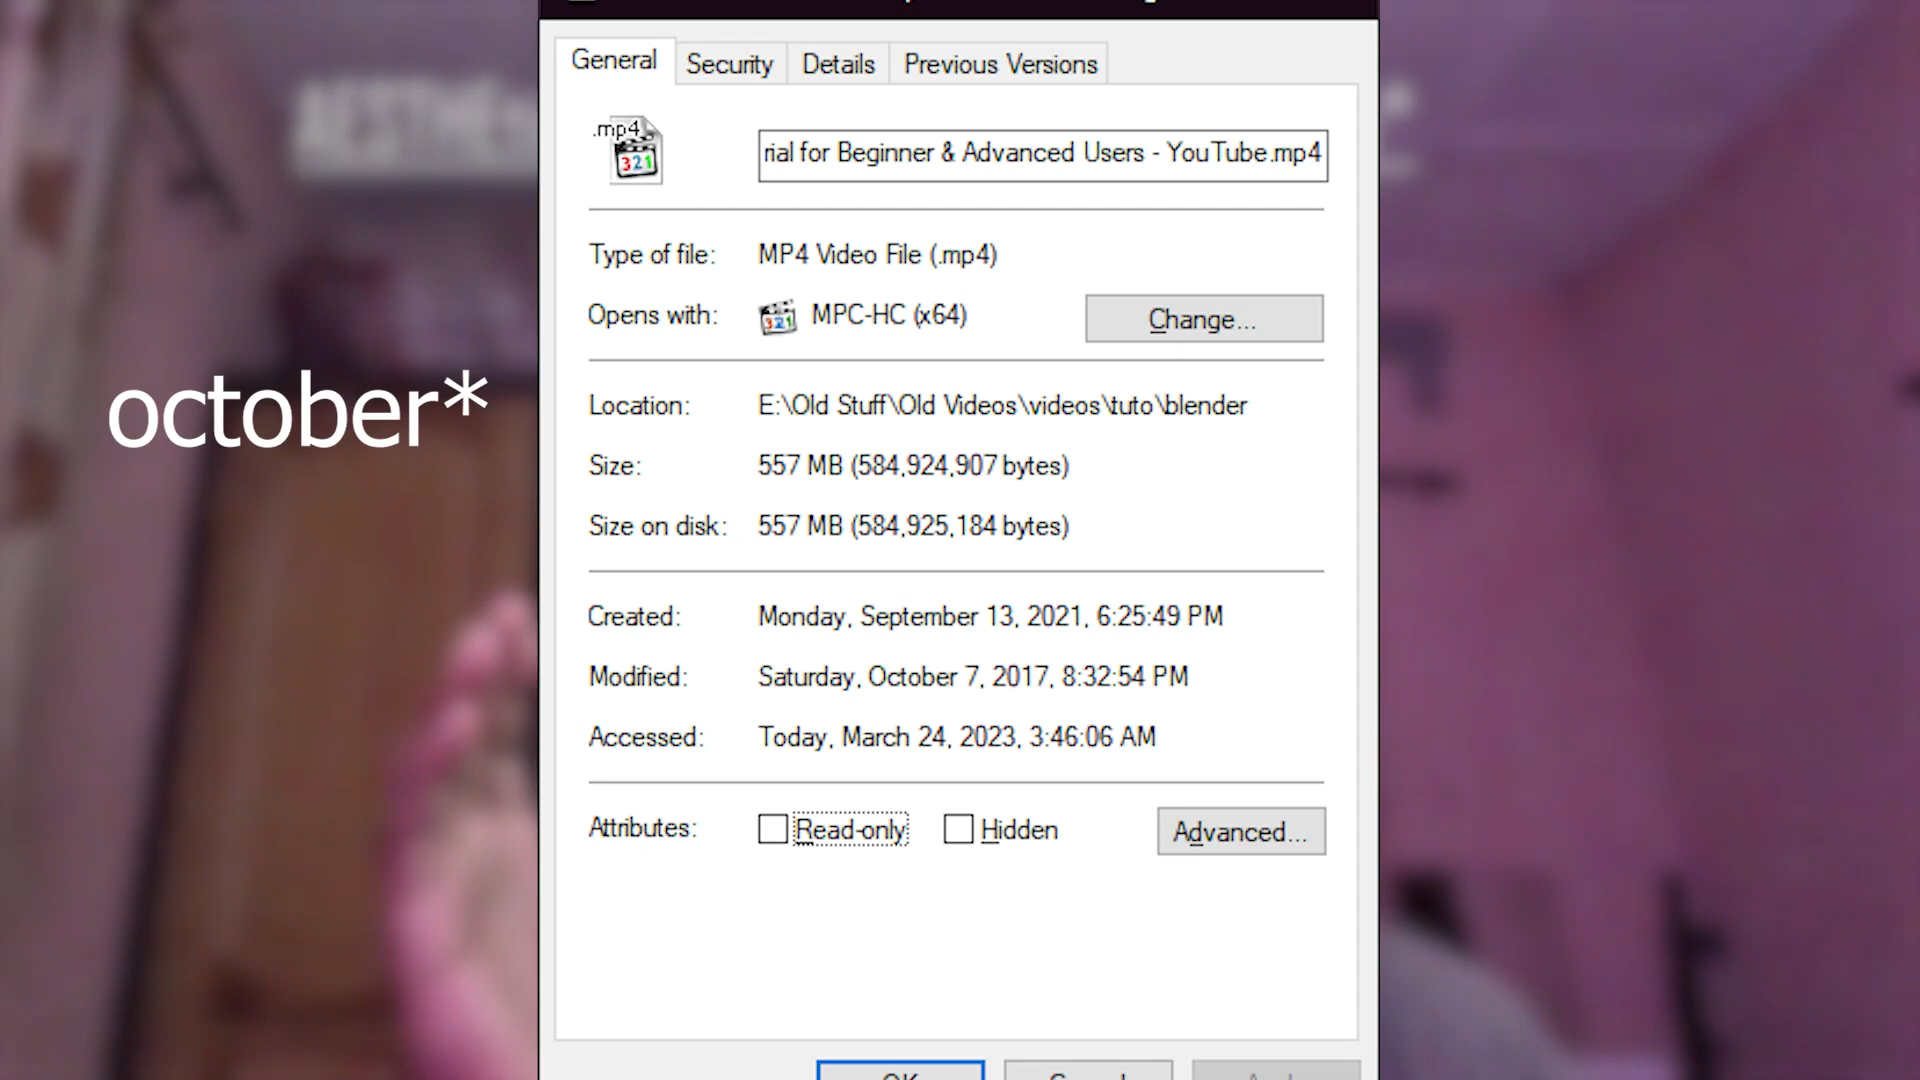 General Security Details Previous Versions
.mp4
321
rial for Beginner & Advanced Users - YouTube.mp4
Type of file: MP4 Video File (.mp4)
Opens with: 321 MPC-HC (x64) Change...
october*
Location: E:\Old Stuff\Old Videos\videos\tuto\blender
Size: 557 MB (584,924,907 bytes)
Size on disk: 557 MB (584,925,184 bytes)
Created: Monday, September 13, 2021, 6:25:49 PM
Modified: Saturday, October 7, 2017, 8:32:54 PM
Accessed: Today, March 24, 2023, 3:46:06 AM
Attributes: Read-only Hidden Advanced...